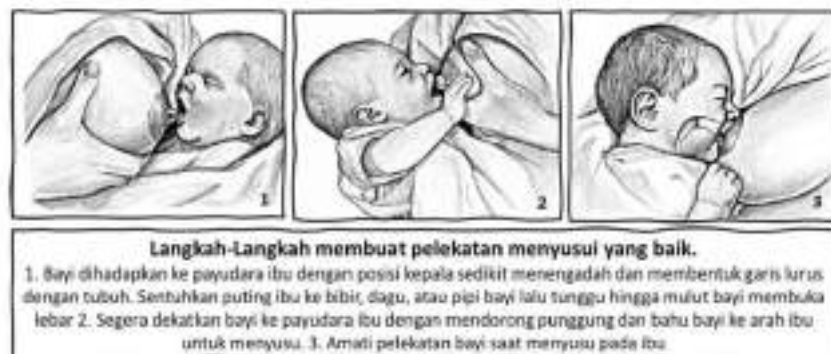 1
2
3
Langkah-Langkah membuat pelekatan menyusui yang baik.
1. Bayi dihadapkan ke payudara ibu dengan posisi kepala sedikit menengadah dan membentuk garis lurus
dengan tubuh. Sentuhkan puting ibu ke bibir, dagu, atau pipi bayi lalu tunggu hingga mulut bayi membuka
lebar 2. Segera dekatkan bayi ke payudara ibu dengan mendorong punggung dan bahu bayi ke arah ibu
untuk menyusu. 3. Amati pelekatan bayi saat menyusu pada ibu